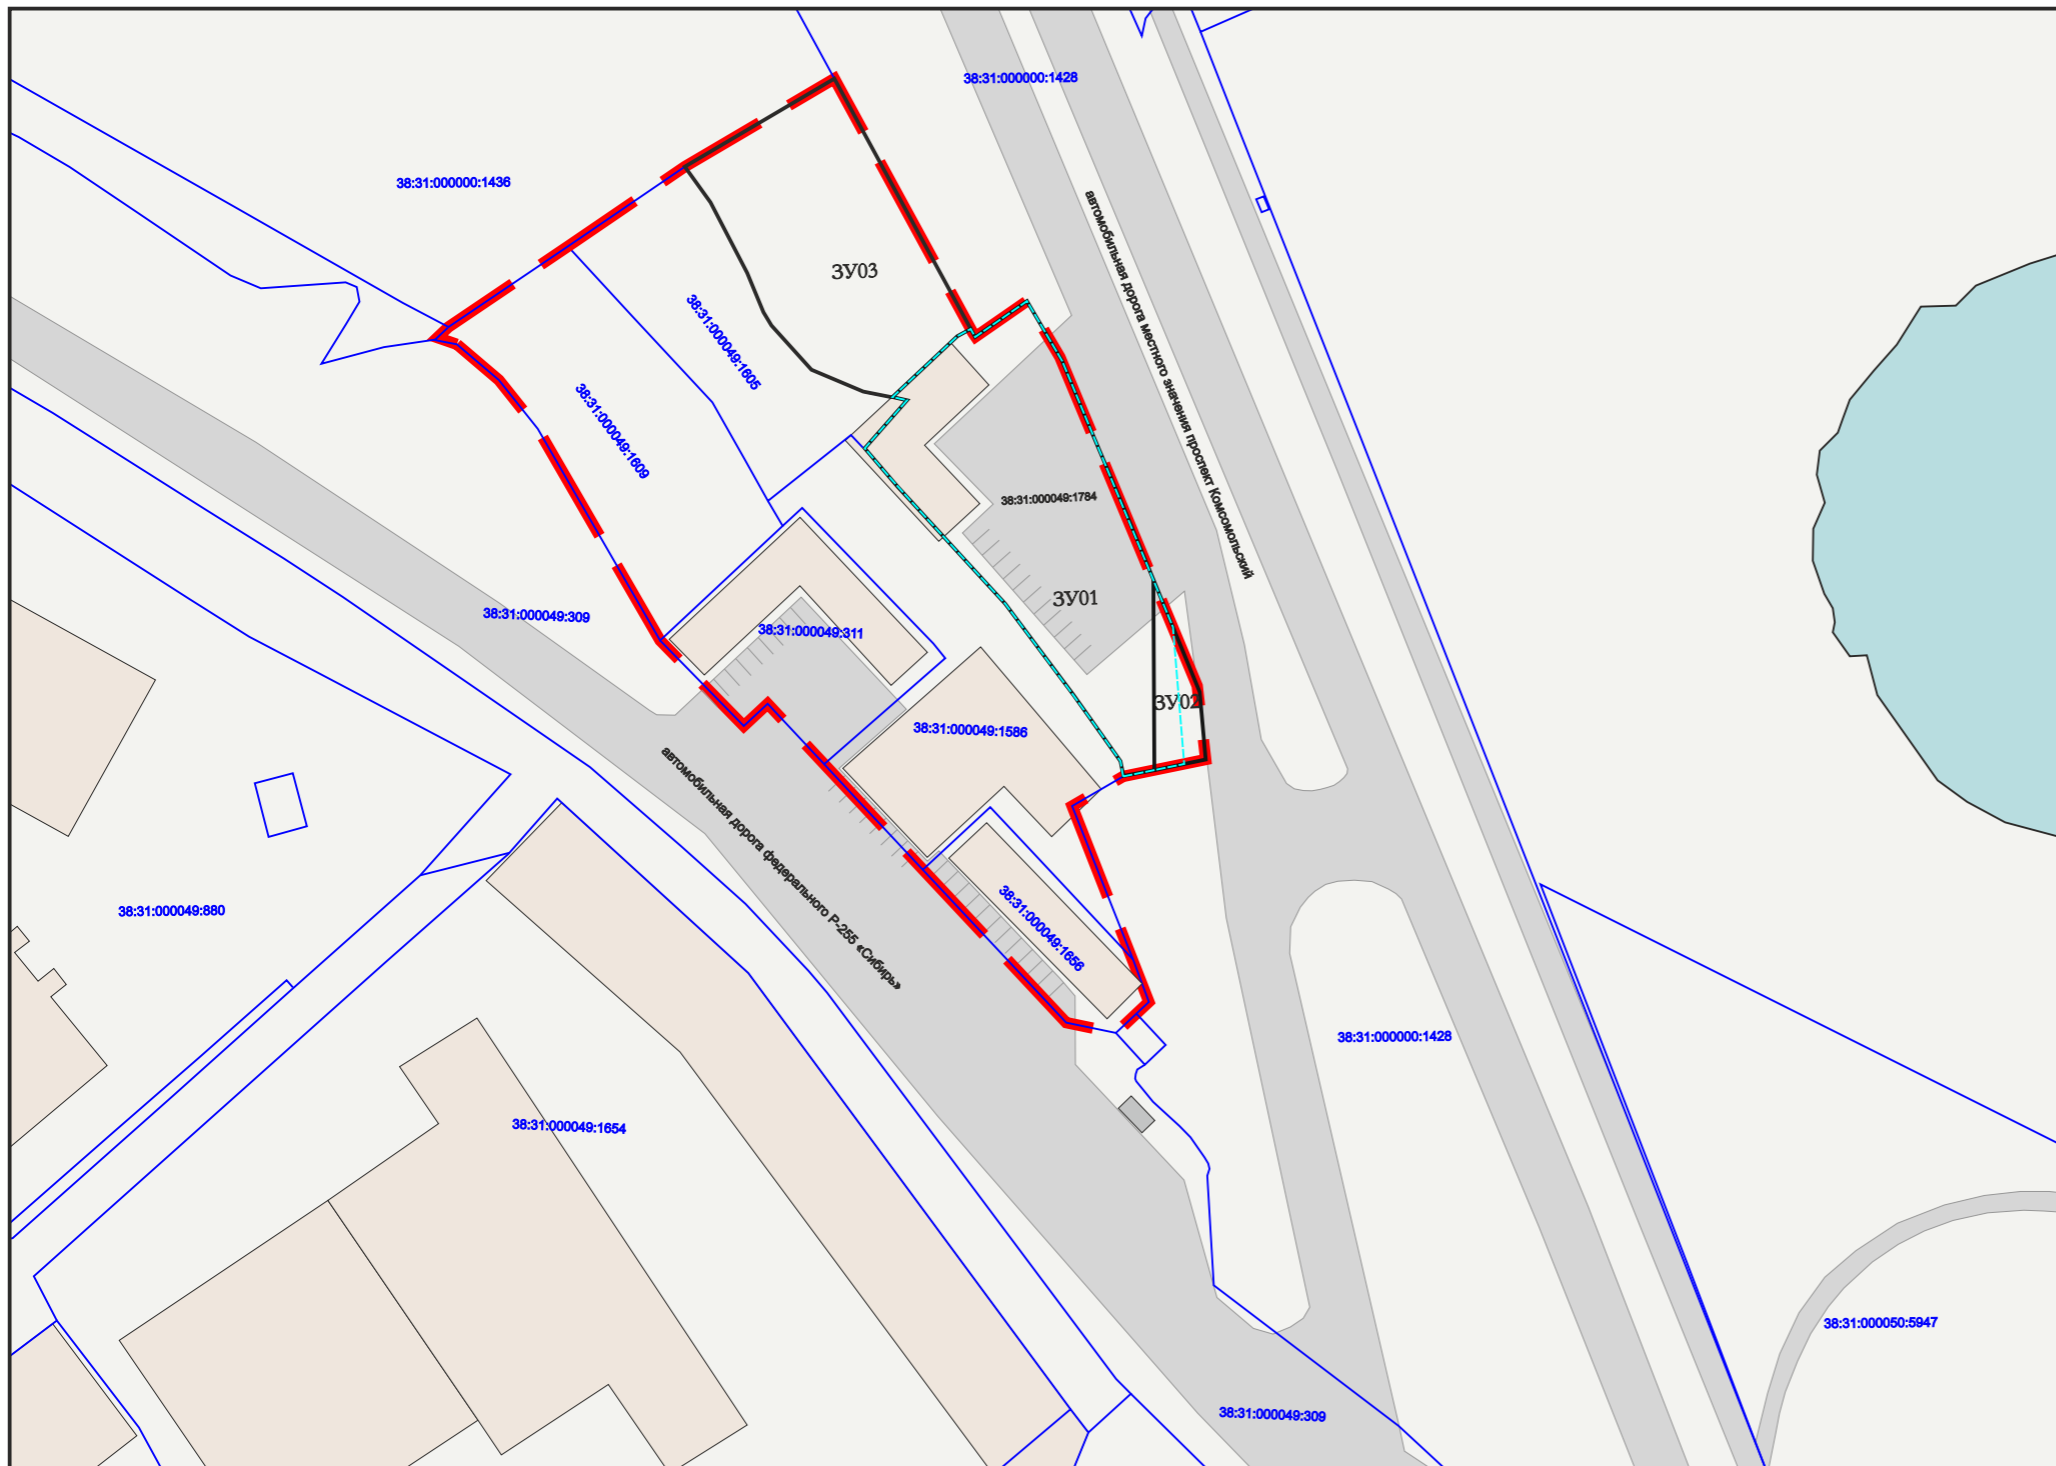 38:31:000000:1428
38:31:000000:1436
автомобильная дорога местного значения проспект Комсомольский
ЗУ03
38:31:000049:1605
38:31:000049:1609
38:31:000049:1784
ЗУ01
38:31:000049:309
38:31:000049:311
ЗУ02
38:31:000049:1586
автомобильная дорога федерального Р-255 «Сибирь»
38:31:000049:880
38:31:000049:1656
38:31:000000:1428
38:31:000049:1654
38:31:000050:5947
38:31:000049:309